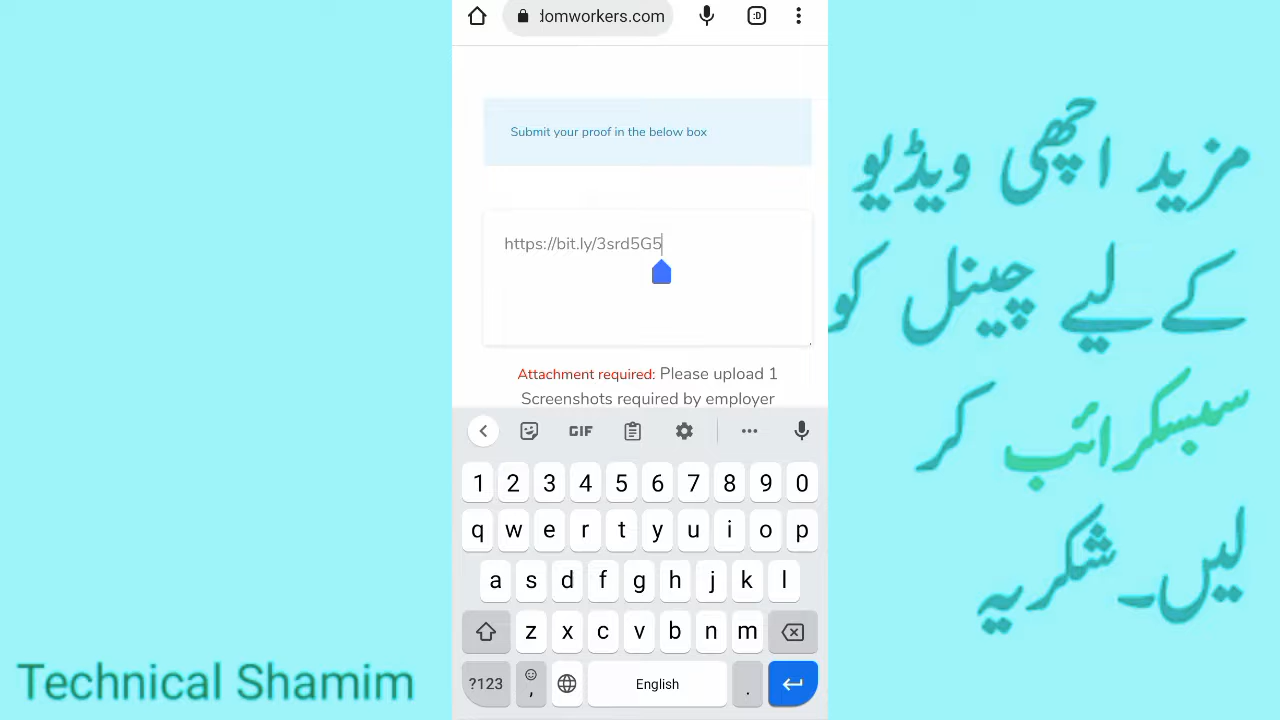 domworkers.com
:D
Submit your proof in the below box
https://bit.ly/3srd5G5
Attachment required: Please upload 1
Screenshots required by employer
GIF
1 2 3 4 5 6 7 8 9 0
q w e r t y u i o p
a s d f g h j k l
z x c v b n m
?123 , English .
مزید اچھی ویڈیو
کےلیے چینل کو
سبسکرائب کر
لیں۔شکریہ
Technical Shamim